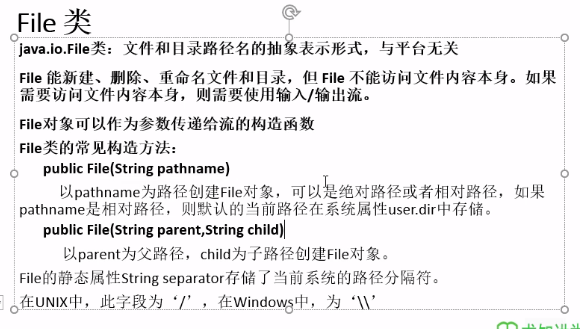 File 类
java.io.File类：文件和目录路径名的抽象表示形式，与平台无关
File 能新建、删除、重命名文件和目录，但 File 不能访问文件内容本身。如果
需要访问文件内容本身，则需要使用输入/输出流。
File对象可以作为参数传递给流的构造函数
File类的常见构造方法：
public File(String pathname)
以pathname为路径创建File对象，可以是绝对路径或者相对路径，如果
pathname是相对路径，则默认的当前路径在系统属性user.dir中存储。
public File(String parent,String child)
以parent为父路径，child为子路径创建File对象。
File的静态属性String separator存储了当前系统的路径分隔符。
在UNIX中，此字段为‘/’，在Windows中，为‘\\’